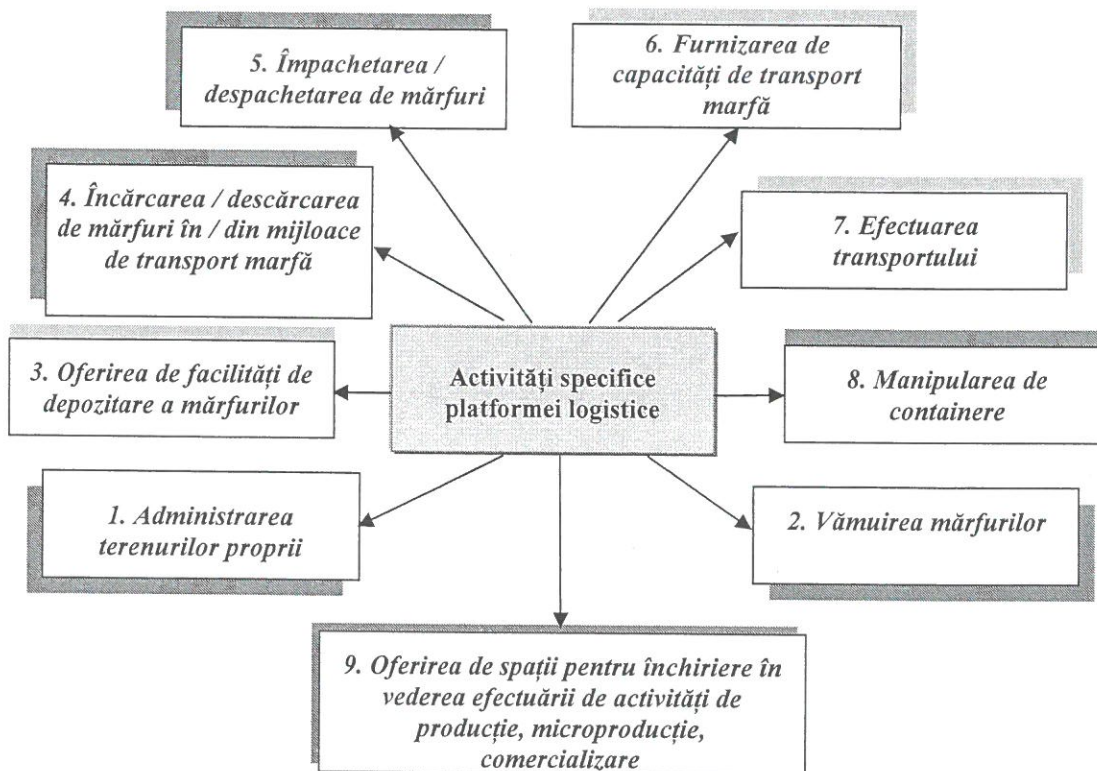 5. Împachetarea /
despachetarea de mărfuri
6. Furnizarea de
capacități de transport
marfă
4. Încărcarea / descărcarea
de mărfuri în / din mijloace
de transport marfă
7. Efectuarea
transportului
3. Oferirea de facilități de
depozitare a mărfurilor
Activități specifice
platformei logistice
8. Manipularea de
containere
1. Administrarea
terenurilor proprii
2. Vămuirea mărfurilor
9. Oferirea de spații pentru închiriere în
vederea efectuării de activități de
producție, microproducție,
comercializare